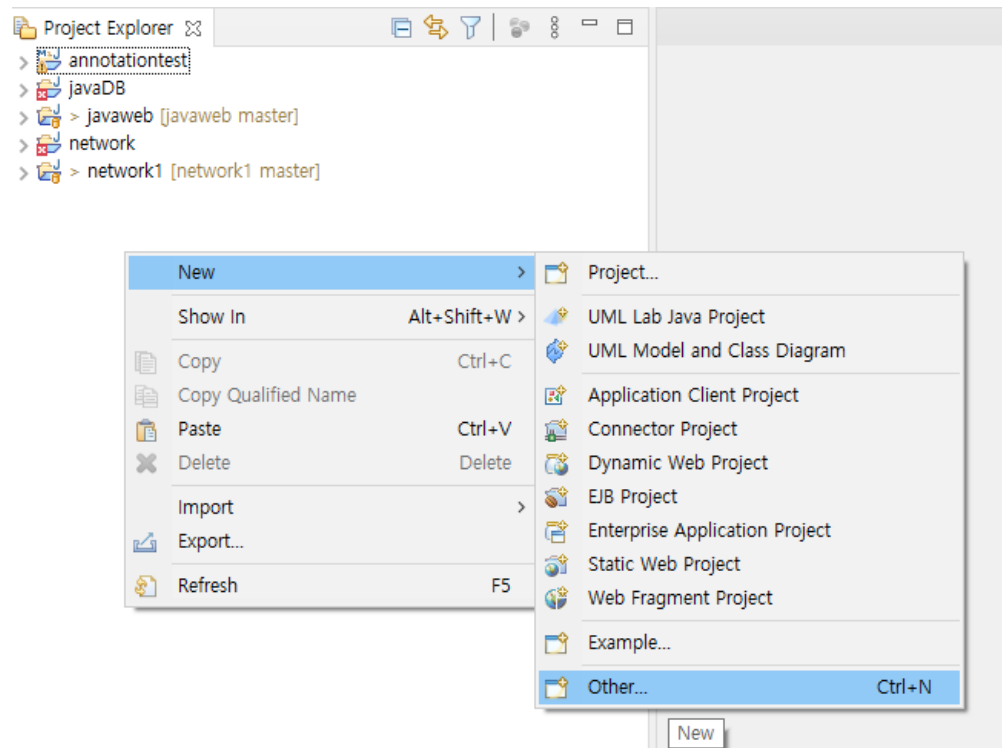 Project Explorer
annotationtest
javaDB
> javaweb [javaweb master]
network
> network1 [network1 master]
New
Show In Alt+Shift+W
Copy Ctrl+C
Copy Qualified Name
Paste Ctrl+V
Delete Delete
Import
Export...
Refresh F5
Project...
UML Lab Java Project
UML Model and Class Diagram
Application Client Project
Connector Project
Dynamic Web Project
EJB Project
Enterprise Application Project
Static Web Project
Web Fragment Project
Example...
Other... Ctrl+N
New